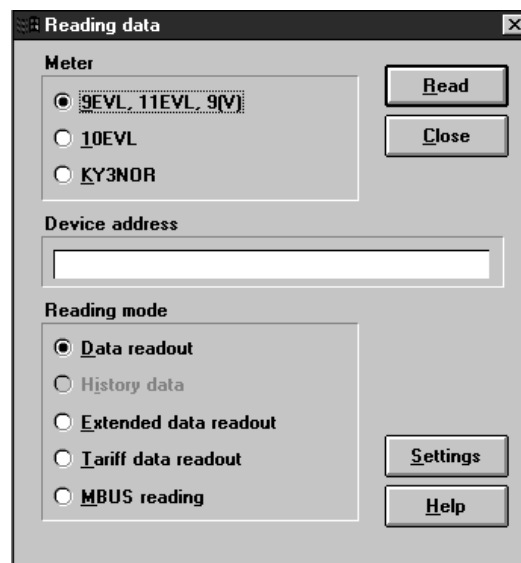 Reading data
Meter
9EVL, 11EVL, 9(V)
10EVL
KY3NOR
Read
Close
Device address
Reading mode
Data readout
History data
Extended data readout
Tariff data readout
MBUS reading
Settings
Help